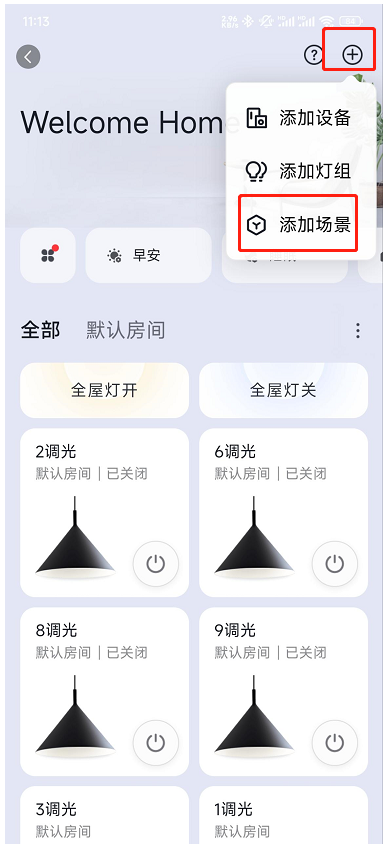 11:13
Welcome Home
添加设备
添加灯组
添加场景
早安
全部
默认房间
全屋灯开
全屋灯关
2调光
默认房间｜已关闭
6调光
默认房间｜已关闭
8调光
默认房间｜已关闭
9调光
默认房间｜已关闭
3调光
默认房间
1调光
默认房间